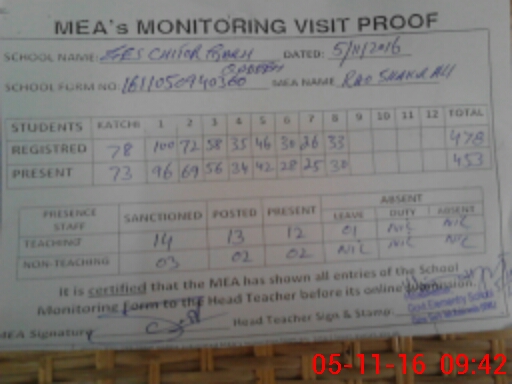 MEA's MONITORING VISIT PROOF
SCHOOL NAME: DATED: 5/11/2016
SCHOOL FORM NO. 1611050940360 MEA NAME RAO SHAKIR ALI
STUDENTS KATCHI 1 2 3 4 5 6 7 8 9 10 11 12 TOTAL
REGISTRED 78 100 72 58 35 46 30 26 33 478
PRESENT 73 96 69 56 34 42 28 25 30 453
PRESENCE STAFF SANCTIONED POSTED PRESENT ABSENT
LEAVE DUTY ABSENT
TEACHING 14 13 12 01 NIL NIL
NON-TEACHING 03 02 02 NIL NIL NIL
It is certified that the MEA has shown all entries of the School
Monitoring Form to the Head Teacher before its online submission.
MEA Signature Head Teacher Sign & Stamp:
Govt Elementry School
05-11-16 09:42